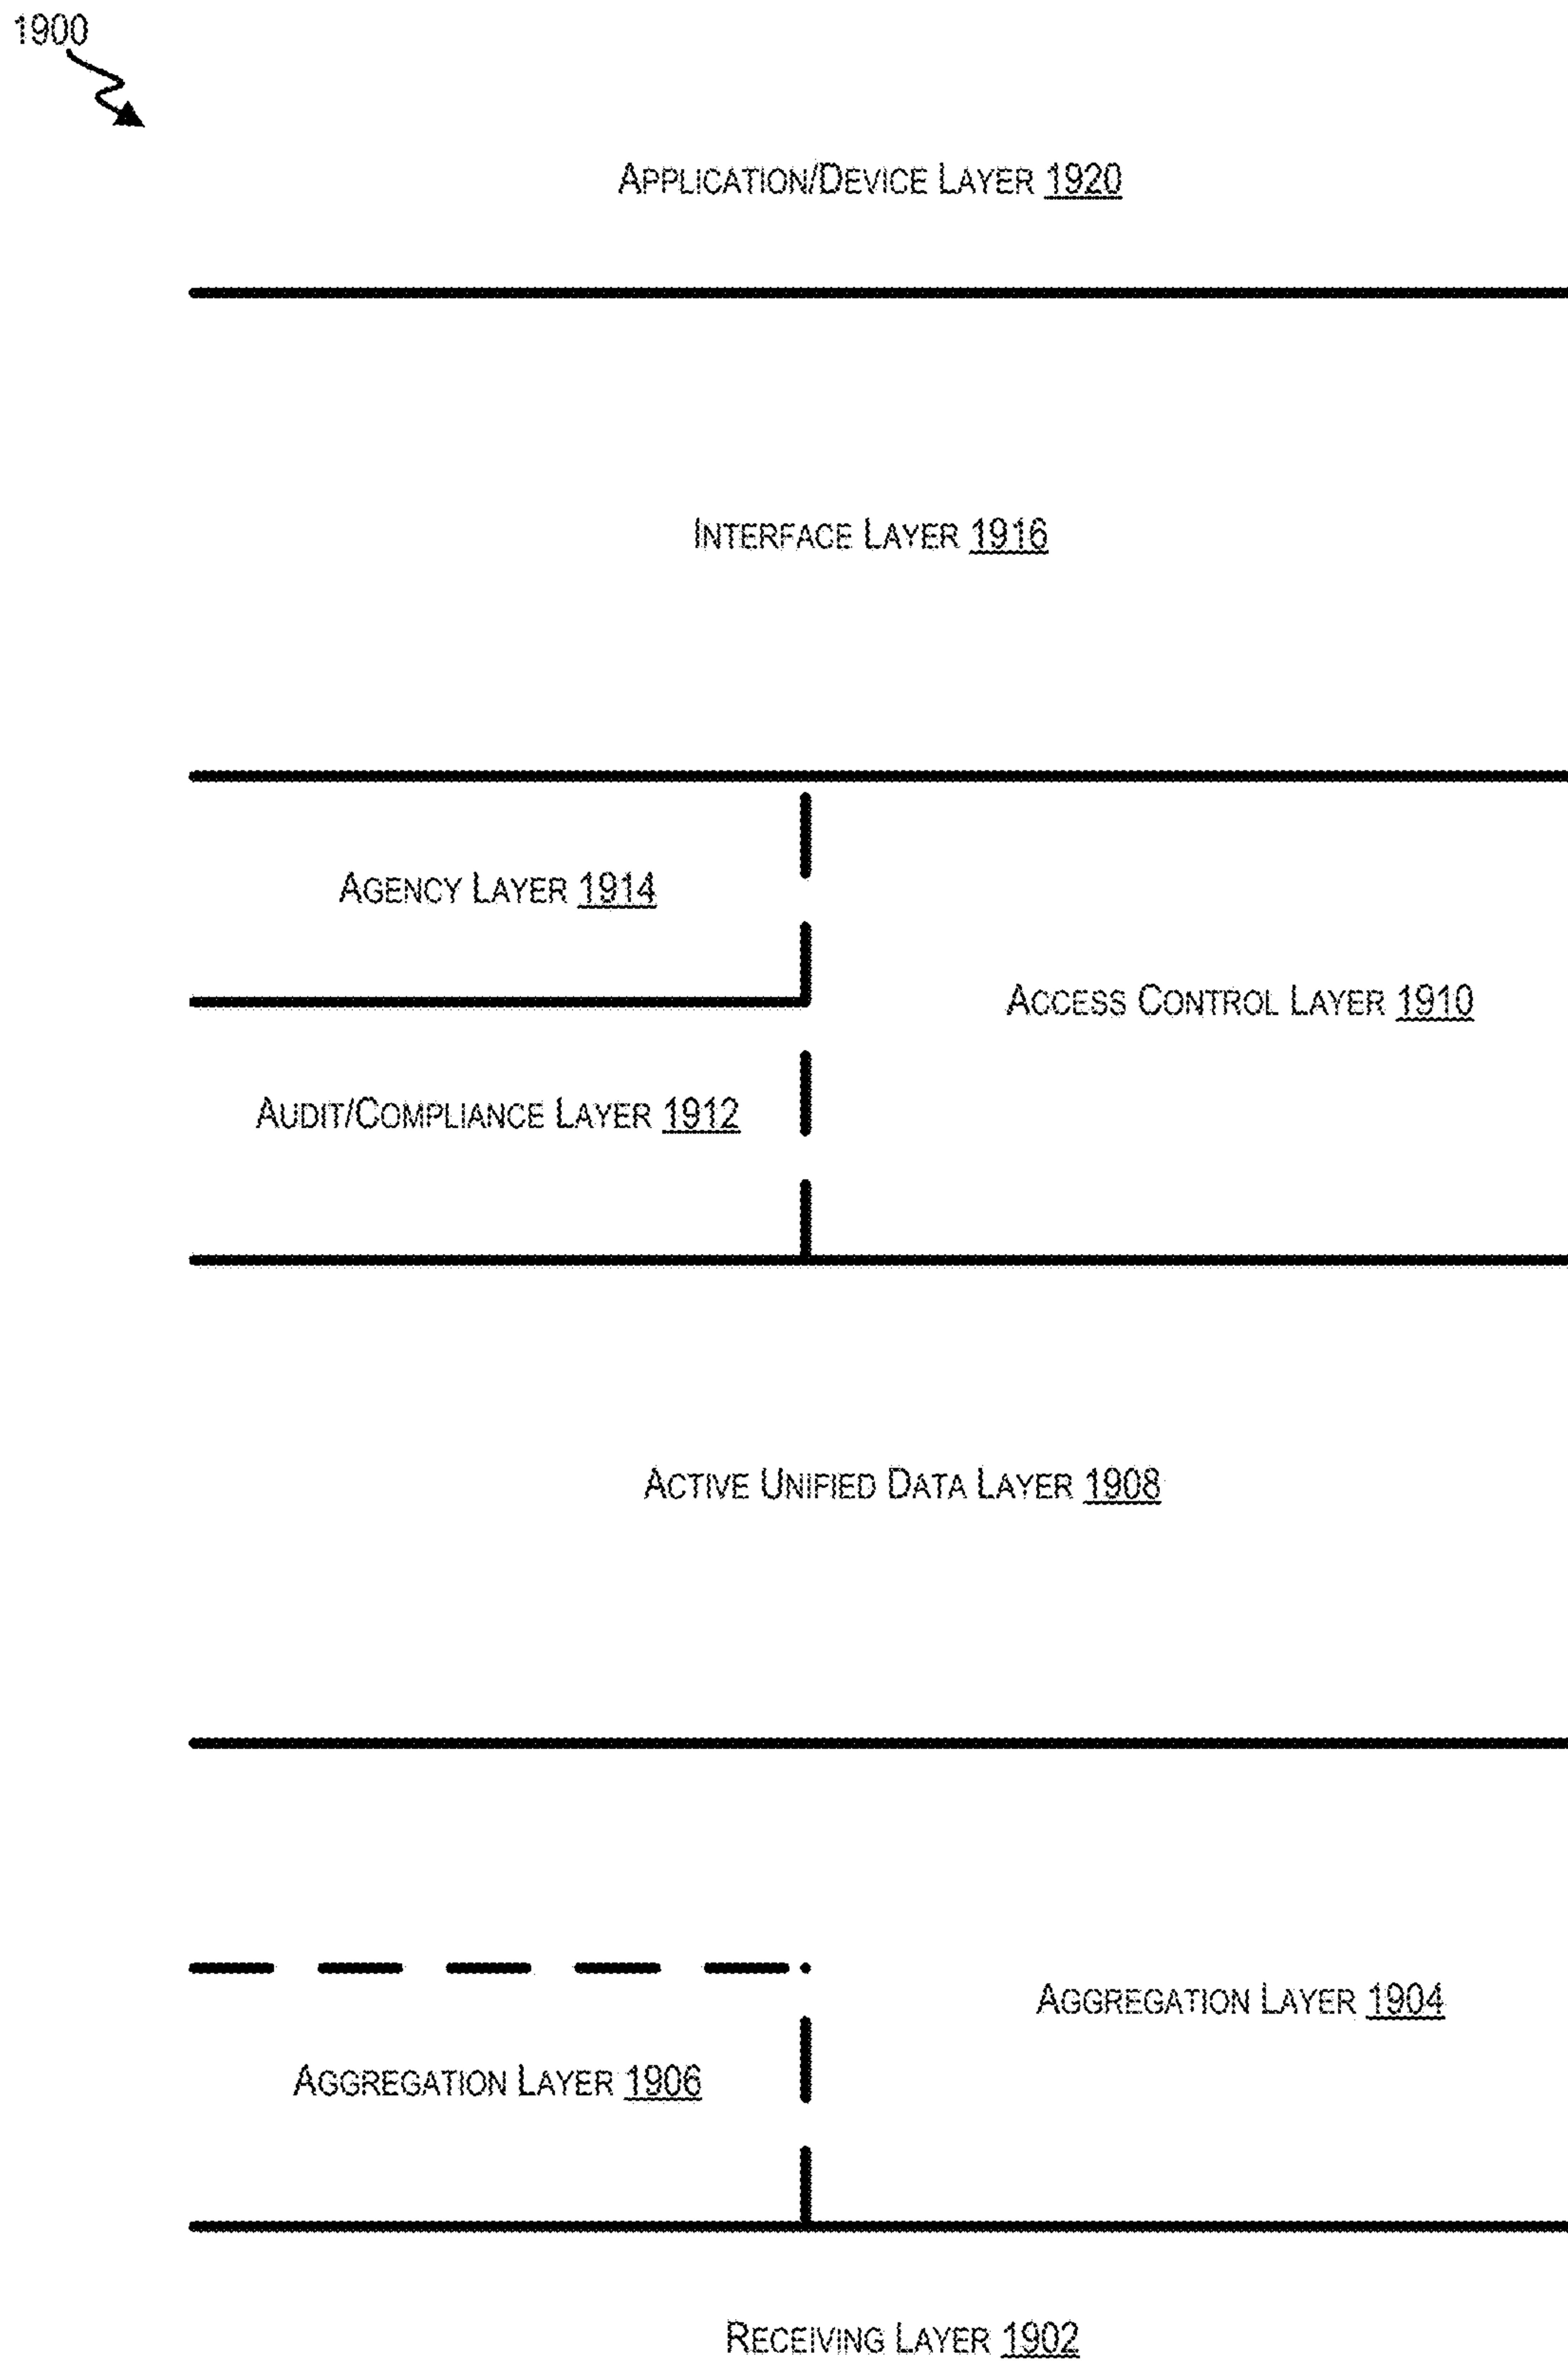 1900
APPLICATION/DEVICE LAYER 1920
INTERFACE LAYER 1916
AGENCY LAYER 1914
ACCESS CONTROL LAYER 1910
AUDIT/COMPLIANCE LAYER 1912
ACTIVE UNIFIED DATA LAYER 1908
AGGREGATION LAYER 1904
AGGREGATION LAYER 1906
RECEIVING LAYER 1902